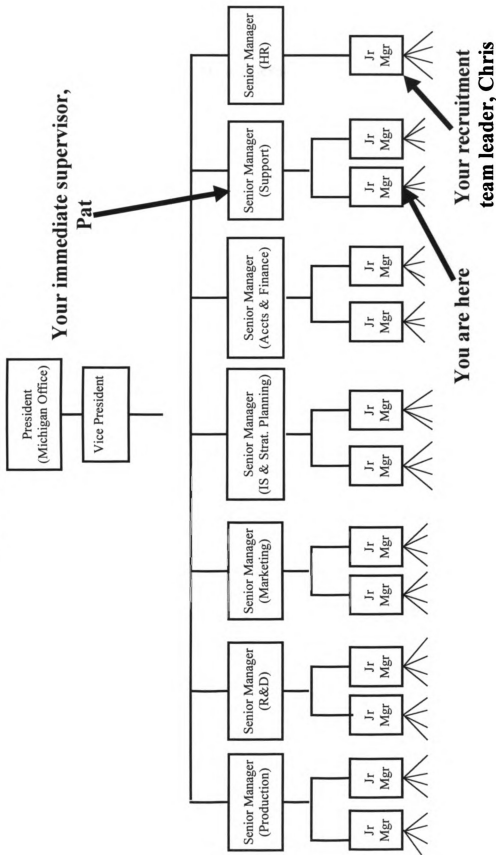 President
(Michigan Office)
Vice President
Your immediate supervisor,
Pat
Senior Manager
(Production)
Senior Manager
(R&D)
Senior Manager
(Marketing)
Senior Manager
(IS & Strat. Planning)
Senior Manager
(Accts & Finance)
Senior Manager
(Support)
Senior Manager
(HR)
Jr
Mgr
Jr
Mgr
Jr
Mgr
Jr
Mgr
Jr
Mgr
Jr
Mgr
Jr
Mgr
Jr
Mgr
Jr
Mgr
Jr
Mgr
Jr
Mgr
Jr
Mgr
Jr
Mgr
You are here
Your recruitment
team leader, Chris